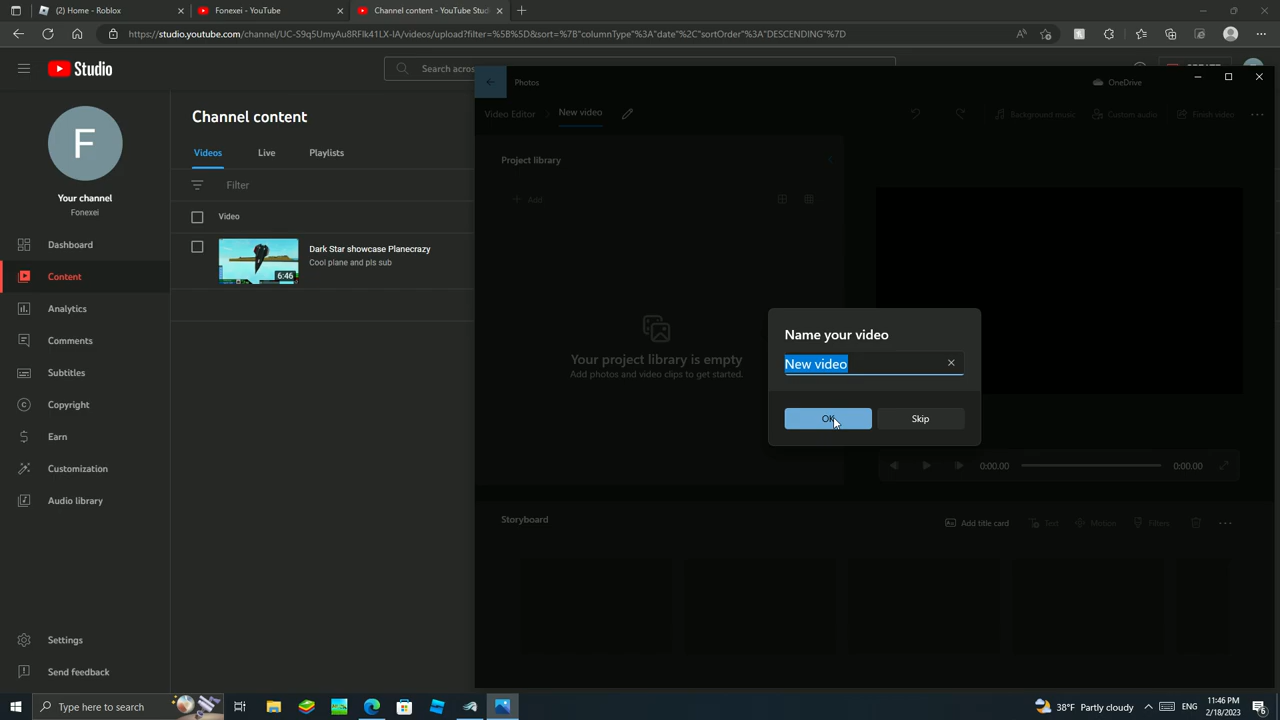 (2) Home - Roblox
Fonexei - YouTube
Channel content - YouTube Stud
https://studio.youtube.com/channel/UC-S9q5UmyAu8RFlk41LX-IA/videos/upload?filter=%5B%5D&sort=%7B"columnType"%3A"date"%2C"sortOrder"%3A"DESCENDING"%7D
Studio
Search acros
F
Your channel
Fonexei
Dashboard
Content
Analytics
Comments
Subtitles
Copyright
Earn
Customization
Audio library
Settings
Send feedback
Channel content
Videos Live Playlists
Filter
Video
6:46
Dark Star showcase Planecrazy
Cool plane and pls sub
Photos
OneDrive
Video Editor
New video
Background music
Custom audio
Finish video
Project library
Add
Your project library is empty
Add photos and video clips to get started.
Name your video
New video
OK
Skip
0:00.00
0:00.00
Storyboard
Add title card
Text
Motion
Filters
Type here to search
38°F Partly cloudy
ENG
11:46 PM
2/18/2023